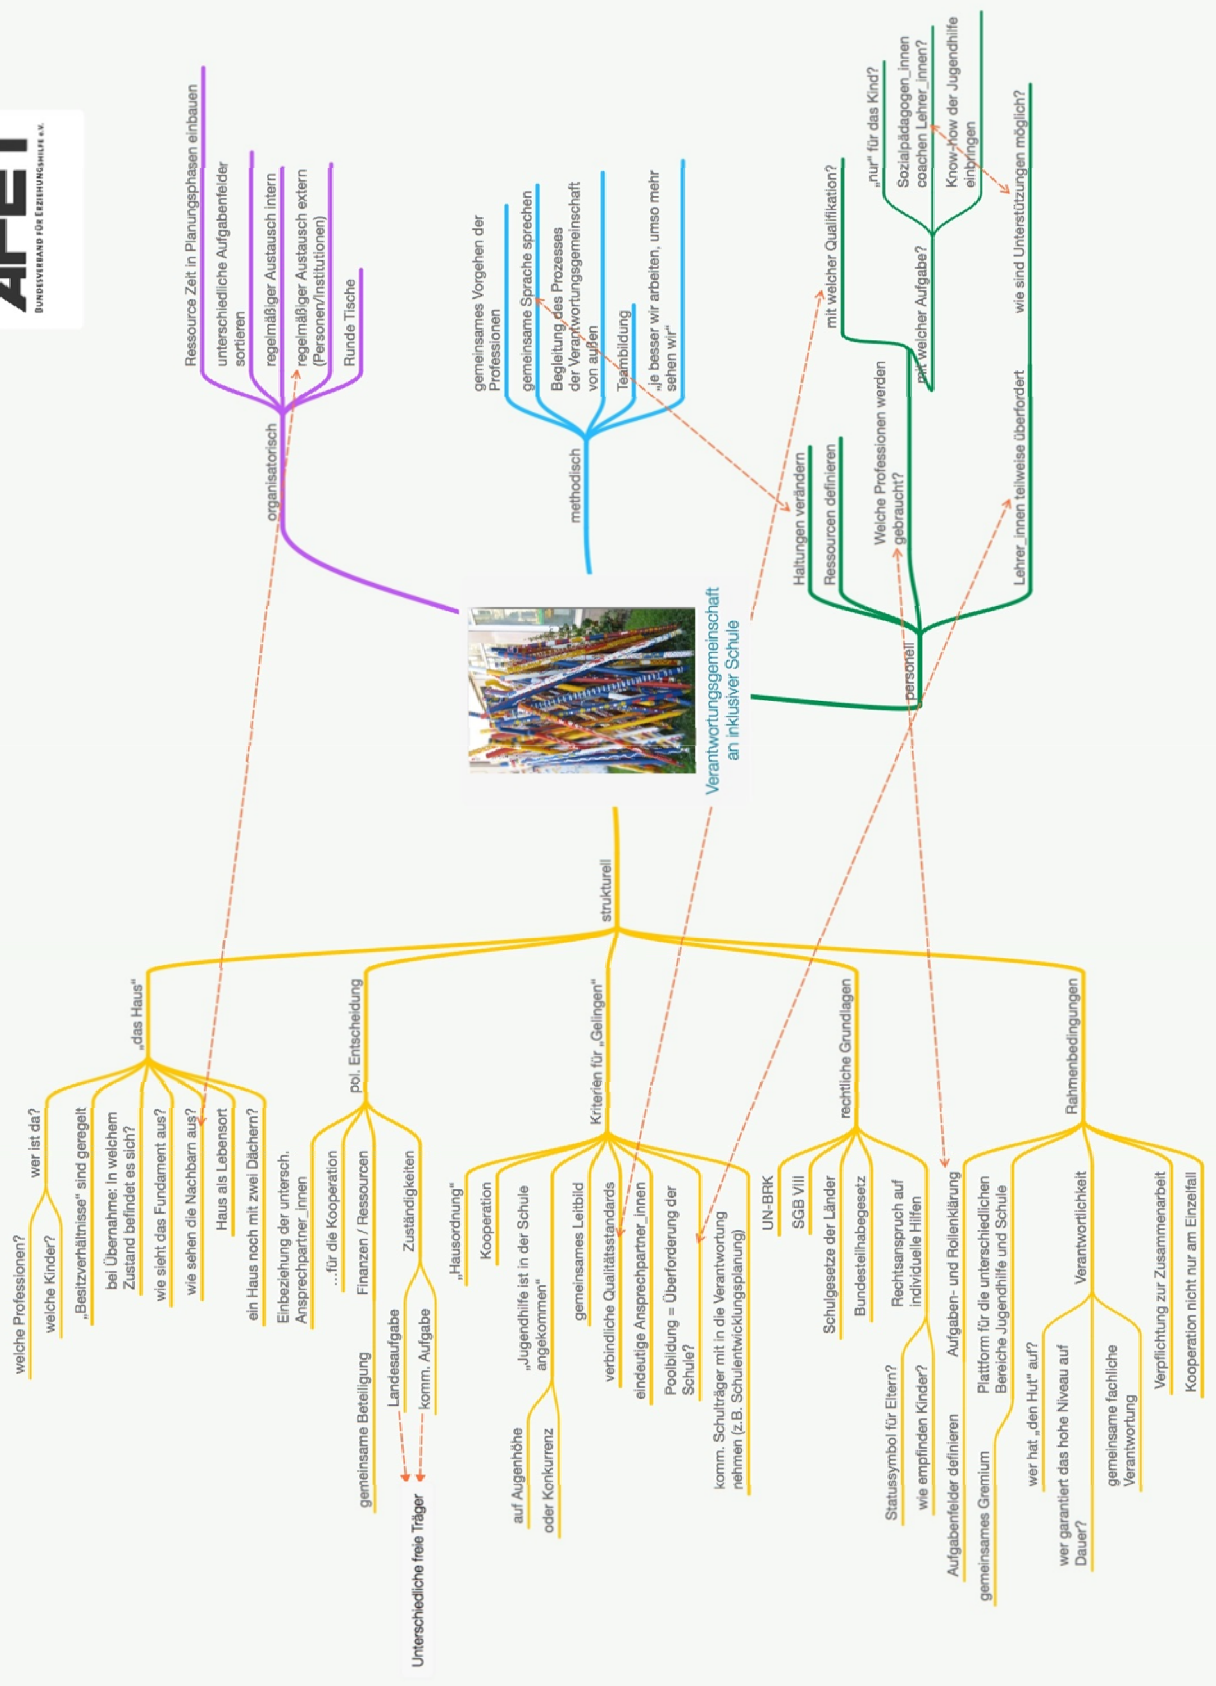 AFET
BUNDESVERBAND FÜR ERZIEHUNGSHILFE e.V.
Verantwortungsgemeinschaft
an inklusiver Schule
organisatorisch
Ressource Zeit in Planungsphasen einbauen
unterschiedliche Aufgabenfelder
sortieren
regelmäßiger Austausch intern
regelmäßiger Austausch extern
(Personen/Institutionen)
Runde Tische
methodisch
gemeinsames Vorgehen der
Professionen
gemeinsame Sprache sprechen
Begleitung des Prozesses
der Verantwortungsgemeinschaft
von außen
Teambildung
„je besser wir arbeiten, umso mehr
sehen wir“
personell
Haltungen verändern
Ressourcen definieren
Welche Professionen werden
gebraucht?
mit welcher Qualifikation?
mit welcher Aufgabe?
„nur“ für das Kind?
Sozialpädagogen_innen
coachen Lehrer_innen?
Know-how der Jugendhilfe
einbringen
Lehrer_innen teilweise überfordert
wie sind Unterstützungen möglich?
strukturell
„das Haus“
wer ist da?
welche Professionen?
welche Kinder?
„Besitzverhältnisse“ sind geregelt
bei Übernahme: In welchem
Zustand befindet es sich?
wie sieht das Fundament aus?
wie sehen die Nachbarn aus?
Haus als Lebensort
ein Haus noch mit zwei Dächern?
pol. Entscheidung
Einbeziehung der untersch.
Ansprechpartner_innen
...für die Kooperation
Finanzen / Ressourcen
gemeinsame Beteiligung
Zuständigkeiten
Landesaufgabe
komm. Aufgabe
Unterschiedliche freie Träger
Kriterien für „Gelingen“
„Hausordnung“
Kooperation
„Jugendhilfe ist in der Schule
angekommen“
auf Augenhöhe
oder Konkurrenz
gemeinsames Leitbild
verbindliche Qualitätsstandards
eindeutige Ansprechpartner_innen
Poolbildung = Überforderung der
Schule?
komm. Schulträger mit in die Verantwortung
nehmen (z.B. Schulentwicklungsplanung)
rechtliche Grundlagen
UN-BRK
SGB VIII
Schulgesetze der Länder
Bundesteilhabegesetz
Rechtsanspruch auf
individuelle Hilfen
Statussymbol für Eltern?
wie empfinden Kinder?
Rahmenbedingungen
Aufgaben- und Rollenklärung
Aufgabenfelder definieren
Plattform für die unterschiedlichen
Bereiche Jugendhilfe und Schule
gemeinsames Gremium
Verantwortlichkeit
wer hat „den Hut“ auf?
wer garantiert das hohe Niveau auf
Dauer?
gemeinsame fachliche
Verantwortung
Verpflichtung zur Zusammenarbeit
Kooperation nicht nur am Einzelfall